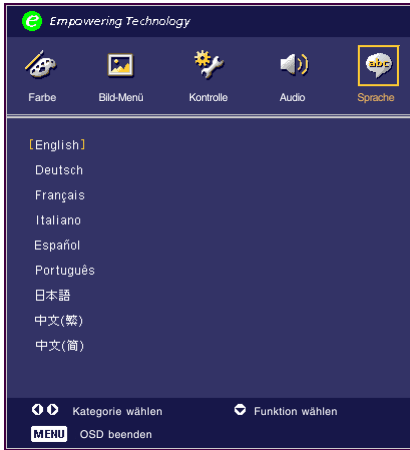 e Empowering Technology
Farbe Bild-Menü Kontrolle Audio Sprache
abc
[English]
Deutsch
Français
Italiano
Español
Português
日本語
中文(繁)
中文(简)
Kategorie wählen Funktion wählen
MENU OSD beenden